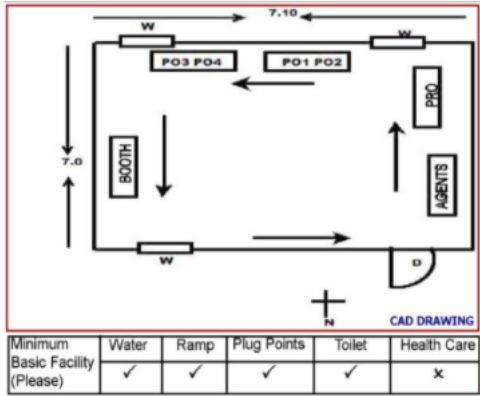 7.10
W
W
PO3 PO4
PO1 PO2
PRO
7.0
BOOTH
AGENTS
W
D
N
CAD DRAWING
Minimum Basic Facility (Please) Water Ramp Plug Points Toilet Health Care
✓ ✓ ✓ ✓ ×